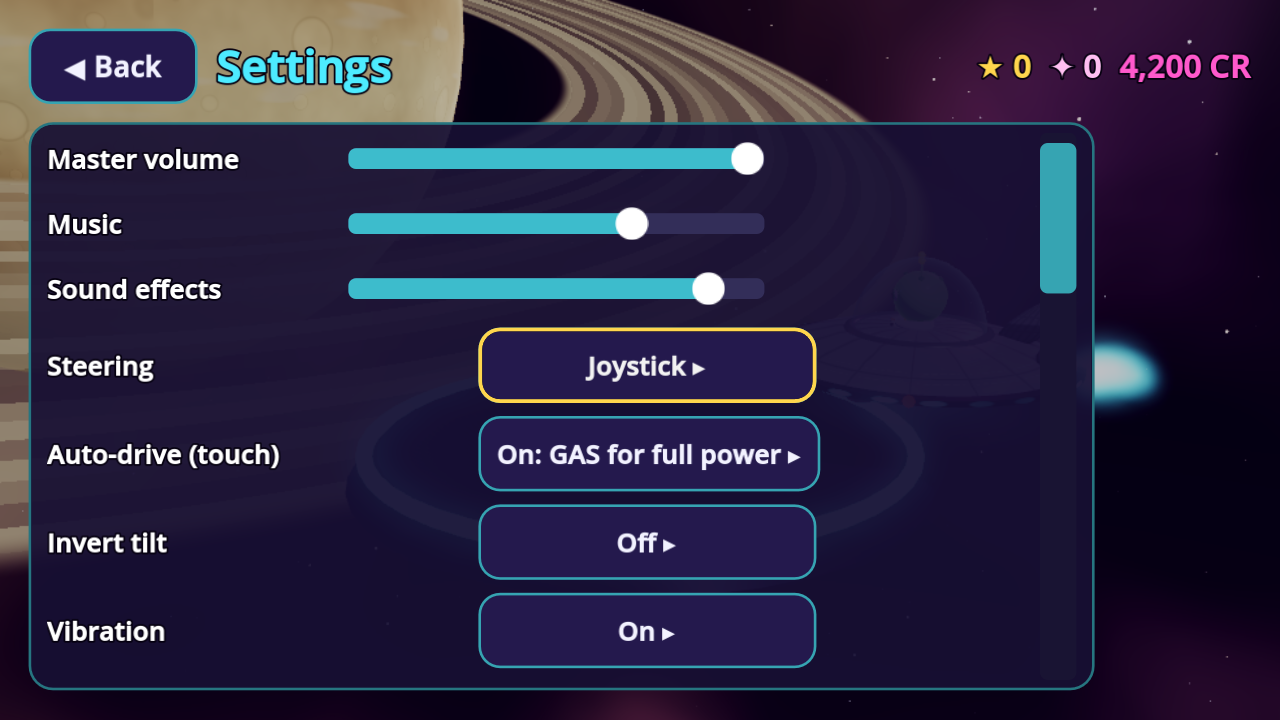 ◀ Back
Settings
★ 0 ✦ 0 4,200 CR
Master volume
Music
Sound effects
Steering
Joystick ▸
Auto-drive (touch)
On: GAS for full power ▸
Invert tilt
Off ▸
Vibration
On ▸